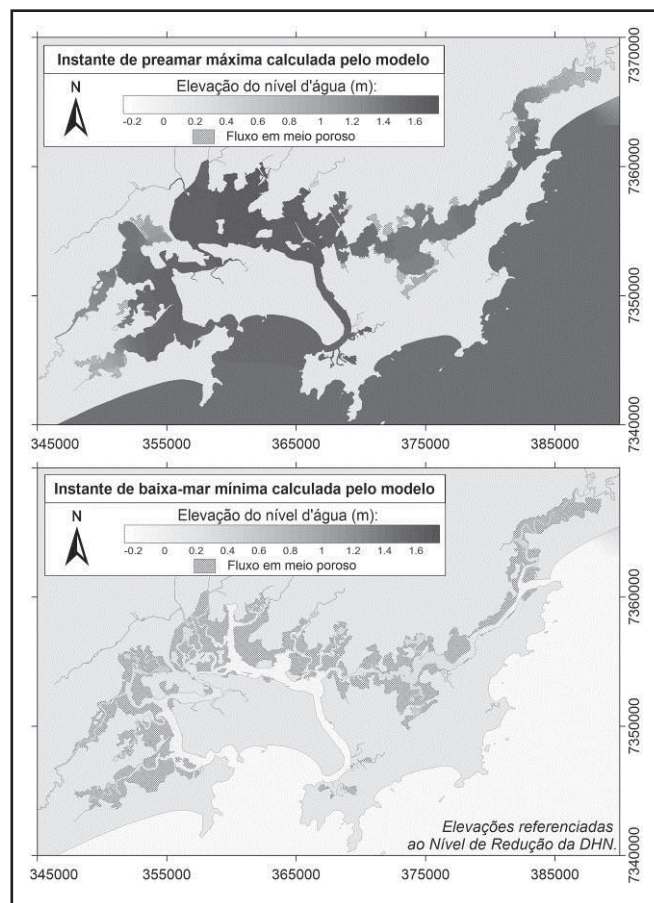 Instante de preamar máxima calculada pelo modelo
N
Elevação do nível d'água (m):
-0.2 0 0.2 0.4 0.6 0.8 1 1.2 1.4 1.6
Fluxo em meio poroso
7370000
7360000
7350000
7340000
345000 355000 365000 375000 385000
Instante de baixa-mar mínima calculada pelo modelo
N
Elevação do nível d'água (m):
-0.2 0 0.2 0.4 0.6 0.8 1 1.2 1.4 1.6
Fluxo em meio poroso
7360000
7350000
7340000
Elevações referenciadas
ao Nível de Redução da DHN.
345000 355000 365000 375000 385000